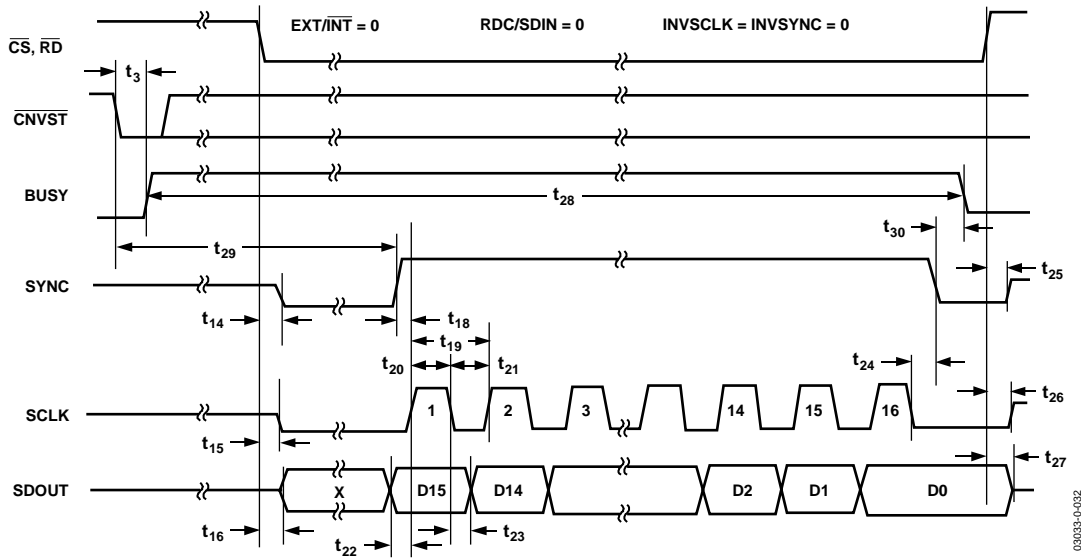 EXT/INT = 0 RDC/SDIN = 0 INVSCLK = INVSYNC = 0
CS, RD
t3
CNVST
BUSY
t28
t30
t29
t25
SYNC
t14
t18
t19
t20
t21
t24
t26
SCLK
1 2 3 14 15 16
t15
t27
SDOUT
X D15 D14 D2 D1 D0
t16
t22
t23
03033-0-032